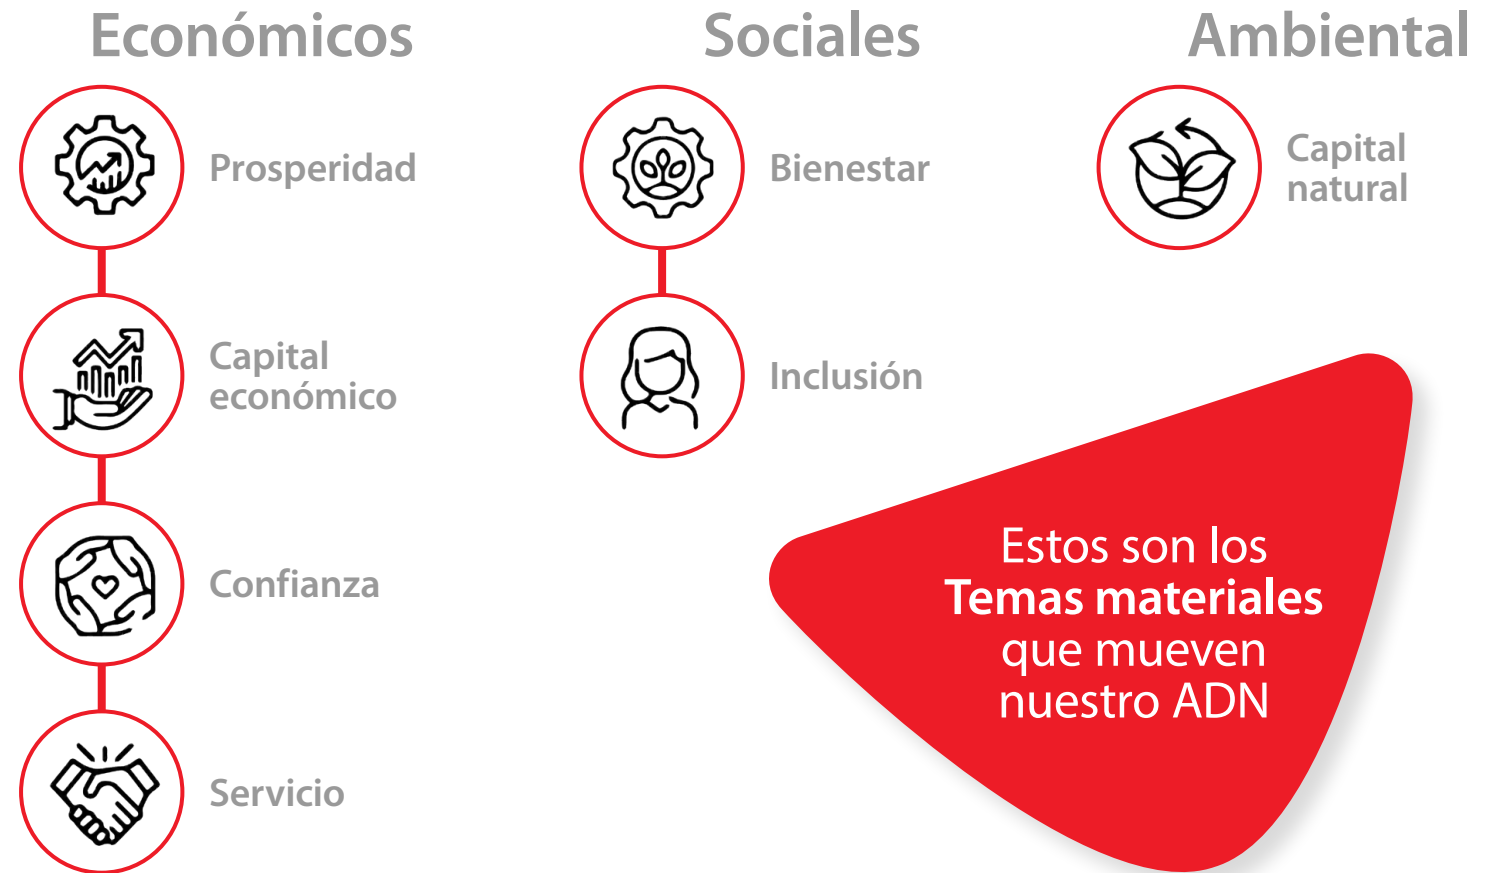 Económicos
Prosperidad
Capital
económico
Confianza
Servicio
Sociales
Bienestar
Inclusión
Ambiental
Capital
natural
Estos son los
Temas materiales
que mueven
nuestro ADN